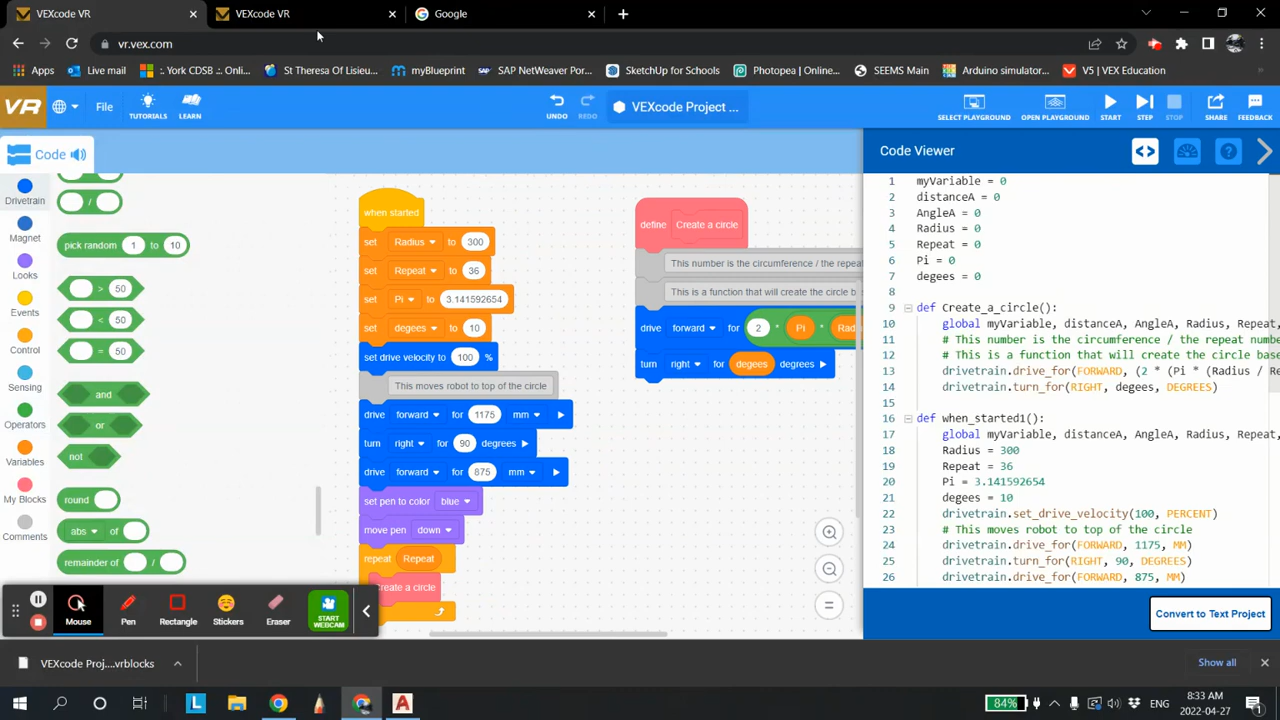 VEXcode VR
VEXcode VR
Google
vr.vex.com
Apps
Live mail
:: York CDSB ::. Onli...
St Theresa Of Lisieu...
myBlueprint
SAP NetWeaver Por...
SketchUp for Schools
Photopea | Online...
SEEMS Main
Arduino simulator...
V5 | VEX Education
VR
File
TUTORIALS
LEARN
UNDO
REDO
VEXcode Project ...
SELECT PLAYGROUND
OPEN PLAYGROUND
START
STEP
STOP
SHARE
FEEDBACK
Code
Drivetrain
Magnet
Looks
Events
Control
Sensing
Operators
Variables
My Blocks
Comments
/
pick random 1 to 10
> 50
< 50
= 50
and
or
not
round
abs of
remainder of /
when started
set Radius to 300
set Repeat to 36
set Pi to 3.141592654
set degees to 10
set drive velocity to 100 %
This moves robot to top of the circle
drive forward for 1175 mm
turn right for 90 degrees
drive forward for 875 mm
set pen to color blue
move pen down
repeat Repeat
Create a circle
define Create a circle
This number is the circumference / the repea
This is a function that will create the circle b
drive forward for 2 * Pi * Rad
turn right for degees degrees
Code Viewer
1 myVariable = 0
2 distanceA = 0
3 AngleA = 0
4 Radius = 0
5 Repeat = 0
6 Pi = 0
7 degees = 0
8
9 def Create_a_circle():
10 global myVariable, distanceA, AngleA, Radius, Repeat,
11 # This number is the circumference / the repeat numbe
12 # This is a function that will create the circle base
13 drivetrain.drive_for(FORWARD, (2 * (Pi * (Radius / Re
14 drivetrain.turn_for(RIGHT, degees, DEGREES)
15
16 def when_started1():
17 global myVariable, distanceA, AngleA, Radius, Repeat,
18 Radius = 300
19 Repeat = 36
20 Pi = 3.141592654
21 degees = 10
22 drivetrain.set_drive_velocity(100, PERCENT)
23 # This moves robot to top of the circle
24 drivetrain.drive_for(FORWARD, 1175, MM)
25 drivetrain.turn_for(RIGHT, 90, DEGREES)
26 drivetrain.drive_for(FORWARD, 875, MM)
Convert to Text Project
Mouse
Pen
Rectangle
Stickers
Eraser
START
WEBCAM
VEXcode Proj....vrblocks
Show all
84%
ENG
8:33 AM
2022-04-27
1